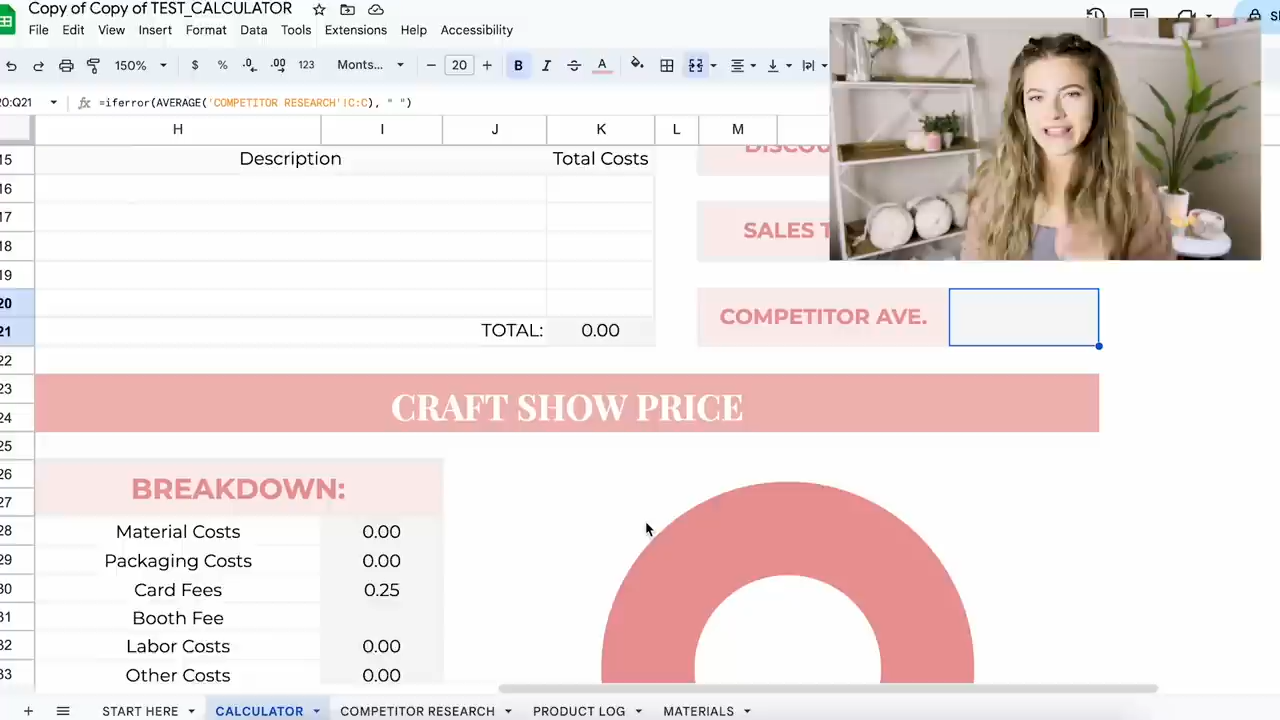 Copy of Copy of TEST_CALCULATOR
File Edit View Insert Format Data Tools Extensions Help Accessibility
150% $ % .0 .00 123 Monts... − 20 + B I A
20:Q21 fx =iferror(AVERAGE('COMPETITOR RESEARCH'!C:C), " ")
H I J K L M
15 Description Total Costs
16
17
18 SALES
19
20 COMPETITOR AVE.
21 TOTAL: 0.00
22
23
24 CRAFT SHOW PRICE
25
26 BREAKDOWN:
27
28 Material Costs 0.00
29 Packaging Costs 0.00
30 Card Fees 0.25
31 Booth Fee
32 Labor Costs 0.00
33 Other Costs 0.00
+ START HERE CALCULATOR COMPETITOR RESEARCH PRODUCT LOG MATERIALS